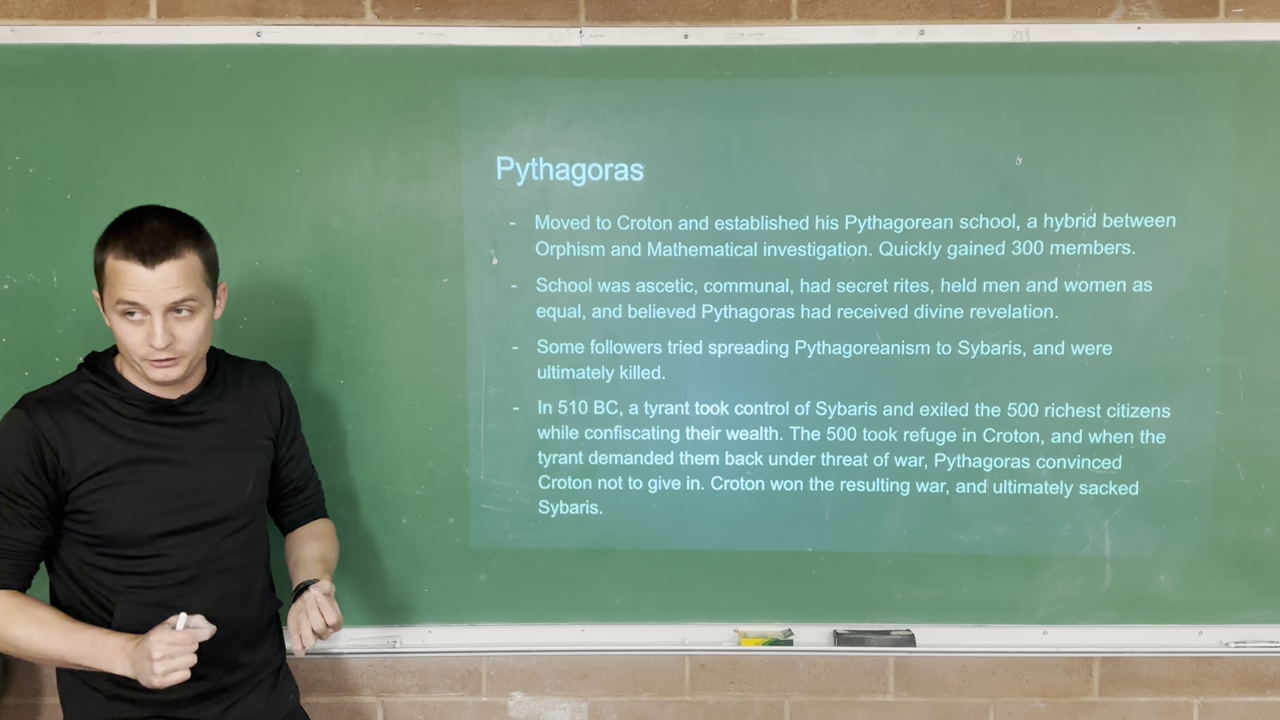 Pythagoras
- Moved to Croton and established his Pythagorean school, a hybrid between
Orphism and Mathematical investigation. Quickly gained 300 members.
- School was ascetic, communal, had secret rites, held men and women as
equal, and believed Pythagoras had received divine revelation.
- Some followers tried spreading Pythagoreanism to Sybaris, and were
ultimately killed.
- In 510 BC, a tyrant took control of Sybaris and exiled the 500 richest citizens
while confiscating their wealth. The 500 took refuge in Croton, and when the
tyrant demanded them back under threat of war, Pythagoras convinced
Croton not to give in. Croton won the resulting war, and ultimately sacked
Sybaris.